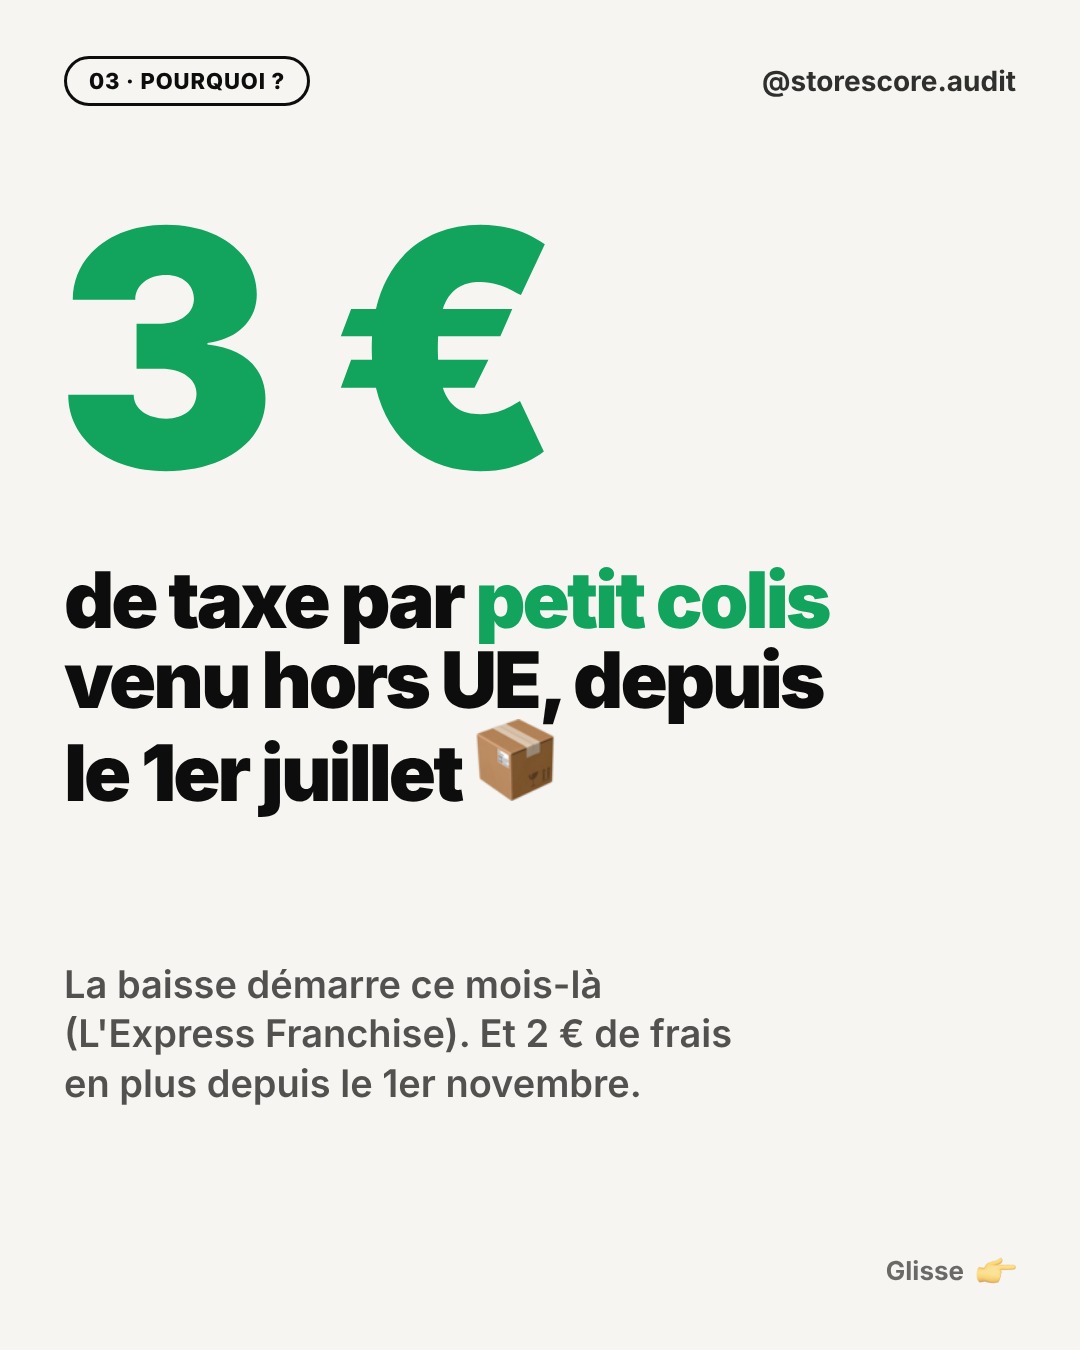 03 · POURQUOI ?
@storescore.audit
3 €
de taxe par petit colis
venu hors UE, depuis
le 1er juillet 📦
La baisse démarre ce mois-là
(L'Express Franchise). Et 2 € de frais
en plus depuis le 1er novembre.
Glisse 👉